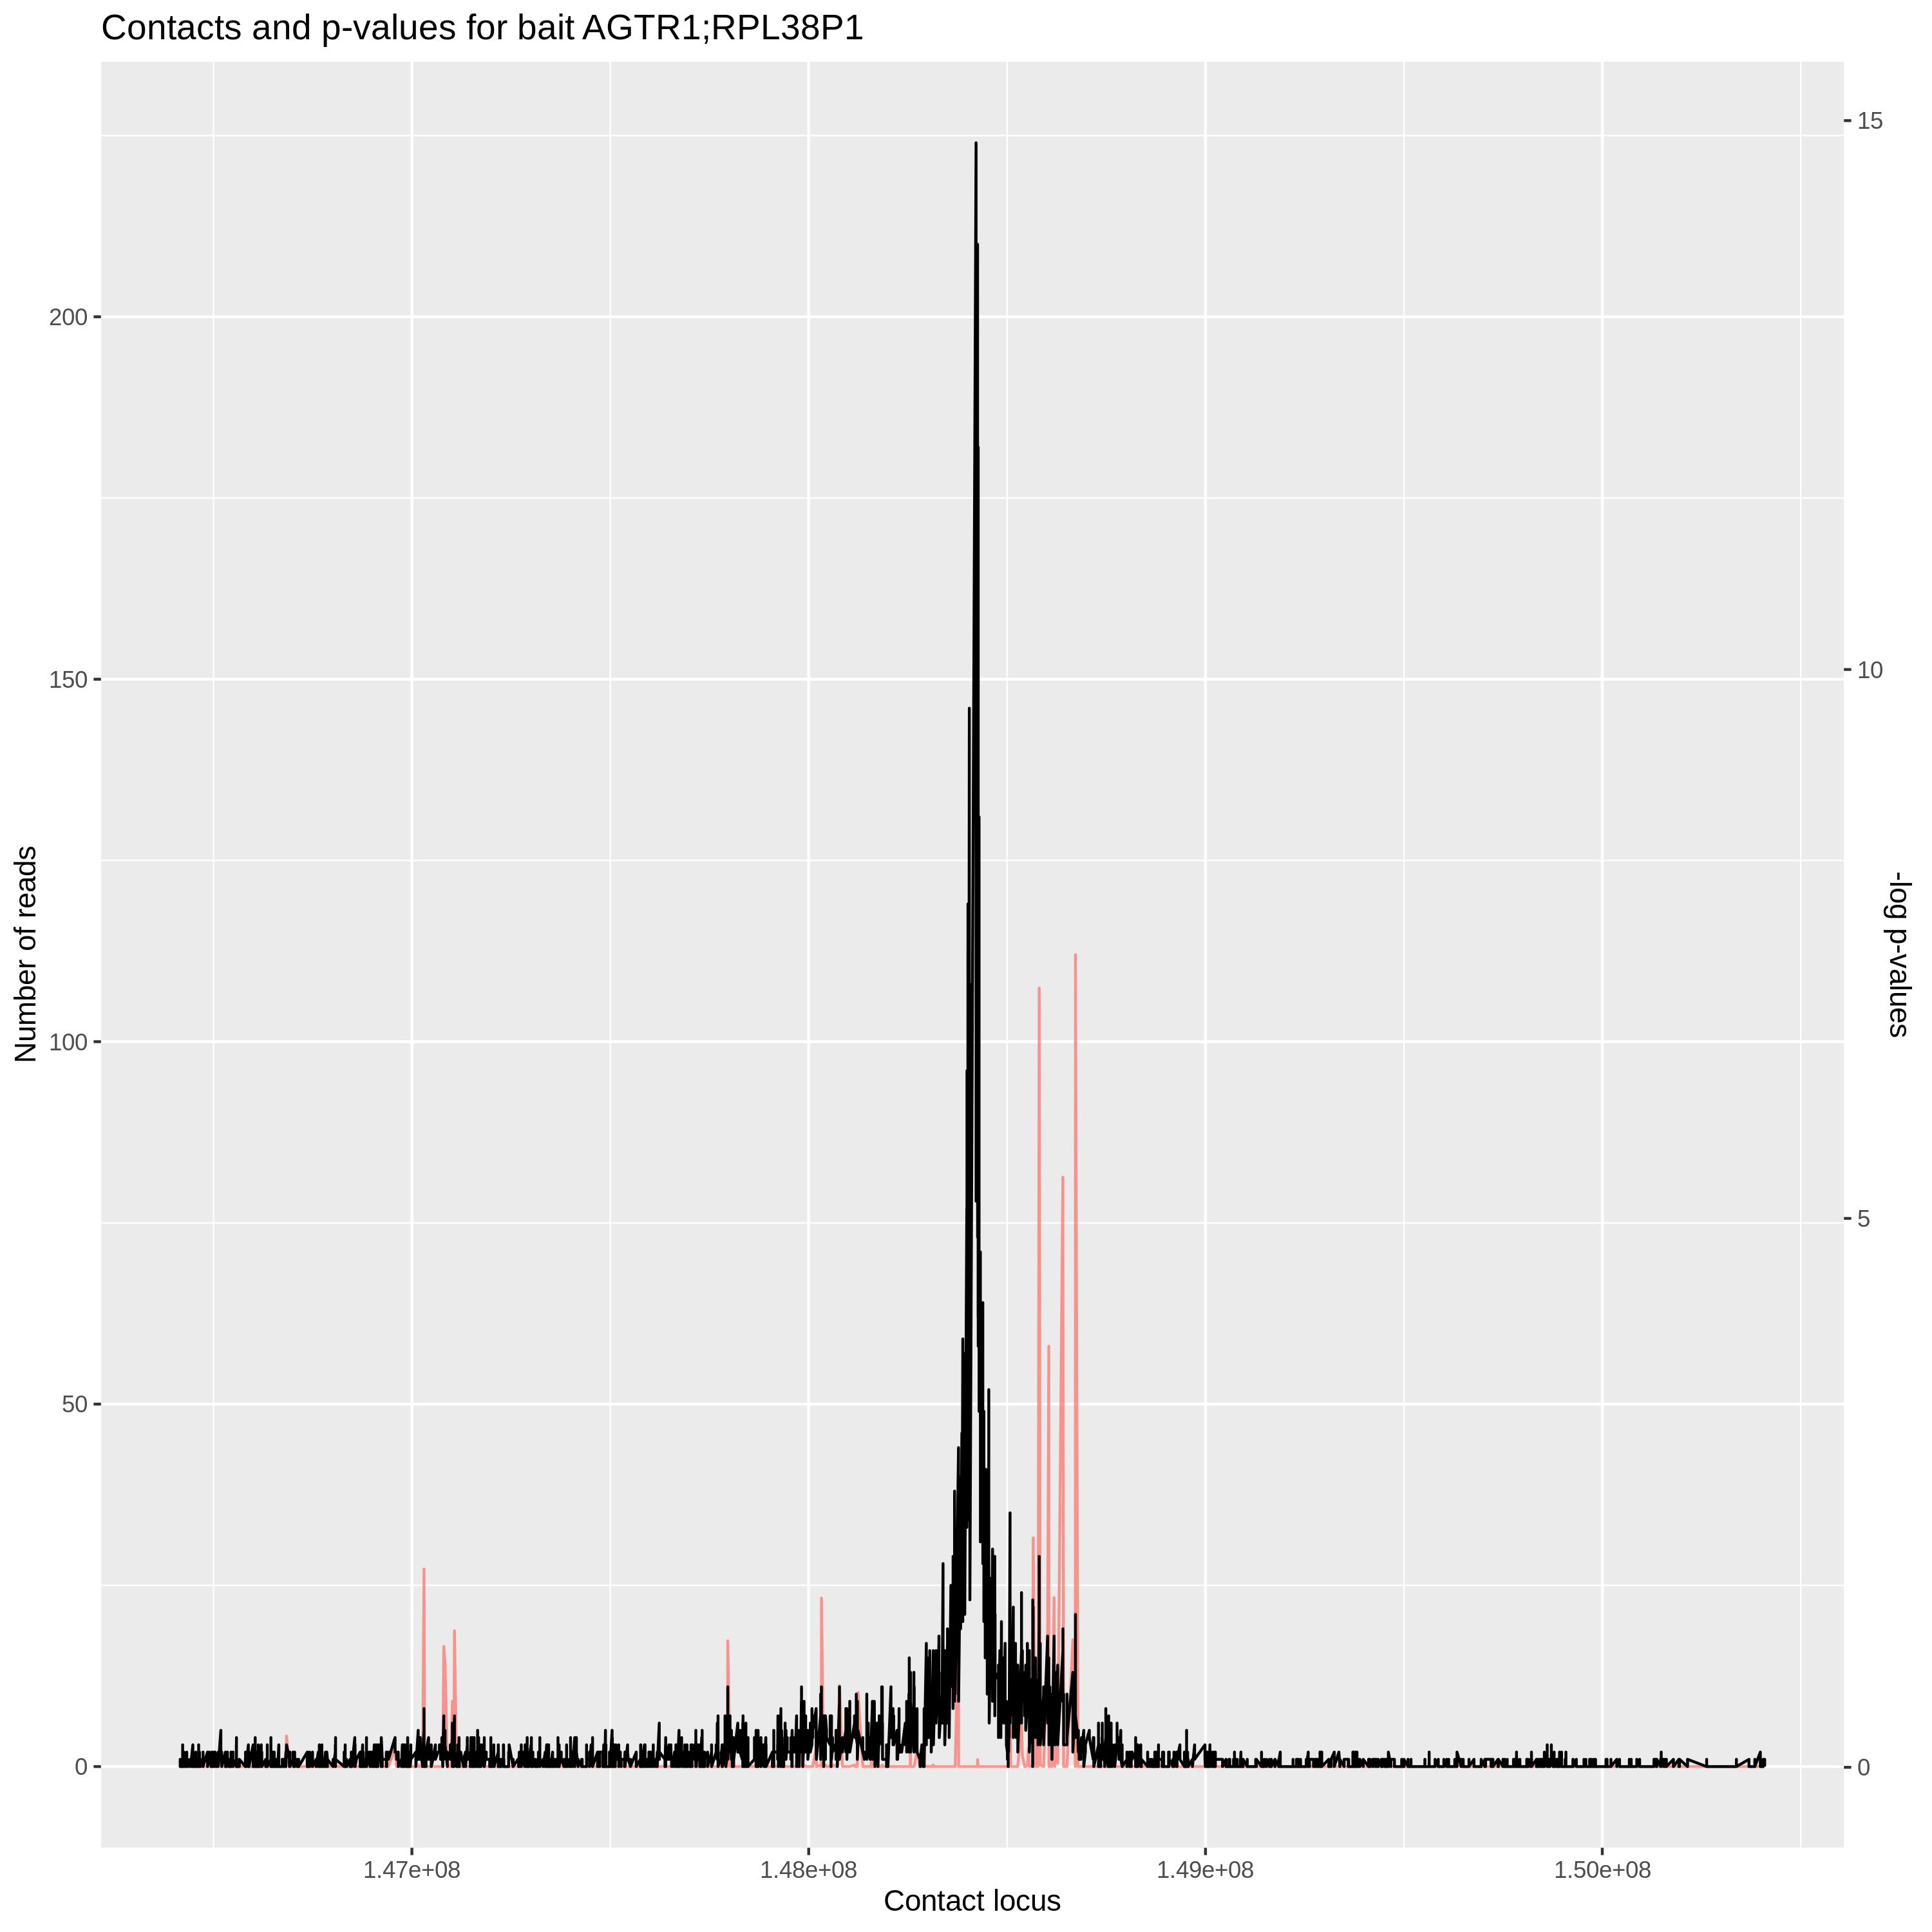 Contacts and p-values for bait AGTR1;RPL38P1
Number of reads
200
150
100
50
0
15
10
5
0
-log p-values
1.47e+08
1.48e+08
1.49e+08
1.50e+08
Contact locus